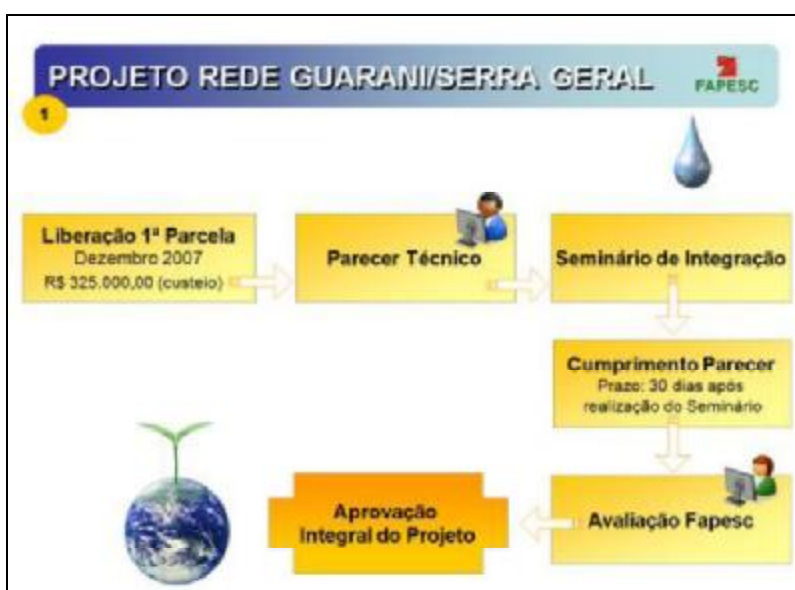 PROJETO REDE GUARANI/SERRA GERAL
FAPESC
1
Liberação 1ª Parcela
Dezembro 2007
R$ 325.000,00 (custeio)
Parecer Técnico
Seminário de Integração
Cumprimento Parecer
Prazo: 30 dias após
realização do Seminário
Avaliação Fapesc
Aprovação
Integral do Projeto